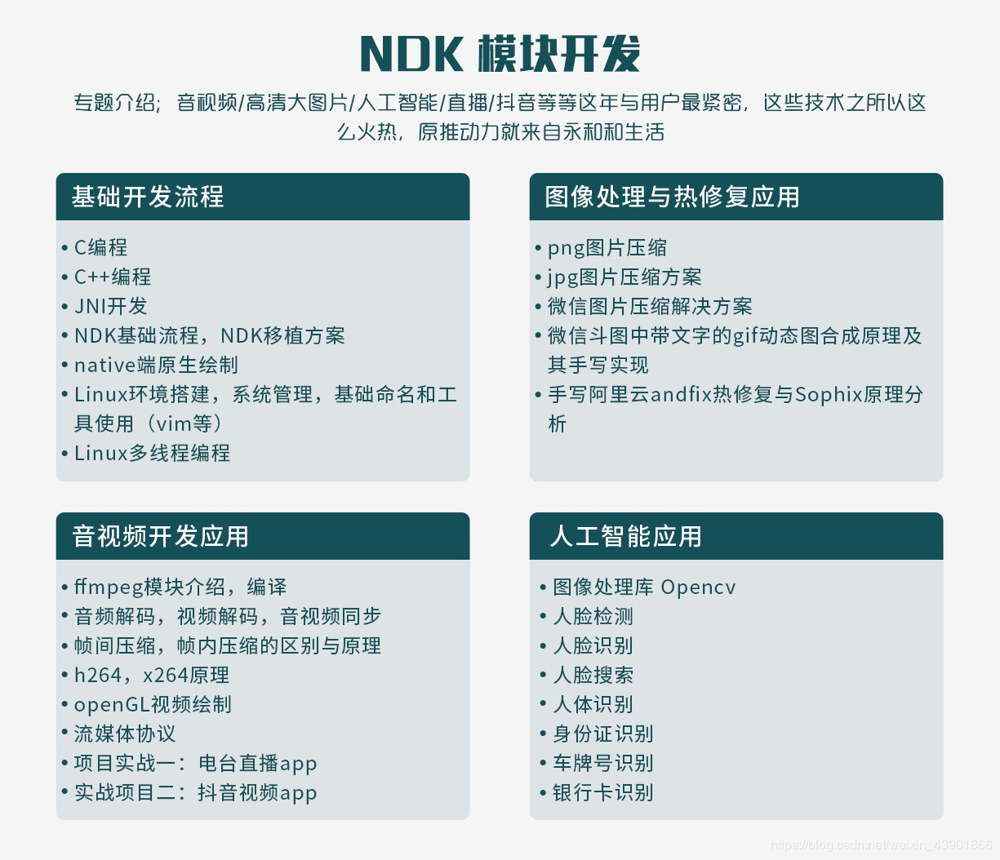 NDK 模块开发
专题介绍；音视频/高清大图片/人工智能/直播/抖音等等这年与用户最紧密，这些技术之所以这
么火热，原推动力就来自永和和生活
基础开发流程
• C编程
• C++编程
• JNI开发
• NDK基础流程，NDK移植方案
• native端原生绘制
• Linux环境搭建，系统管理，基础命名和工
具使用（vim等）
• Linux多线程编程
图像处理与热修复应用
• png图片压缩
• jpg图片压缩方案
• 微信图片压缩解决方案
• 微信斗图中带文字的gif动态图合成原理及
其手写实现
• 手写阿里云andfix热修复与Sophix原理分
析
音视频开发应用
• ffmpeg模块介绍，编译
• 音频解码，视频解码，音视频同步
• 帧间压缩，帧内压缩的区别与原理
• h264，x264原理
• openGL视频绘制
• 流媒体协议
• 项目实战一：电台直播app
• 实战项目二：抖音视频app
人工智能应用
• 图像处理库 Opencv
• 人脸检测
• 人脸识别
• 人脸搜索
• 人体识别
• 身份证识别
• 车牌号识别
• 银行卡识别
https://blog.csdn.net/weixin_43901866